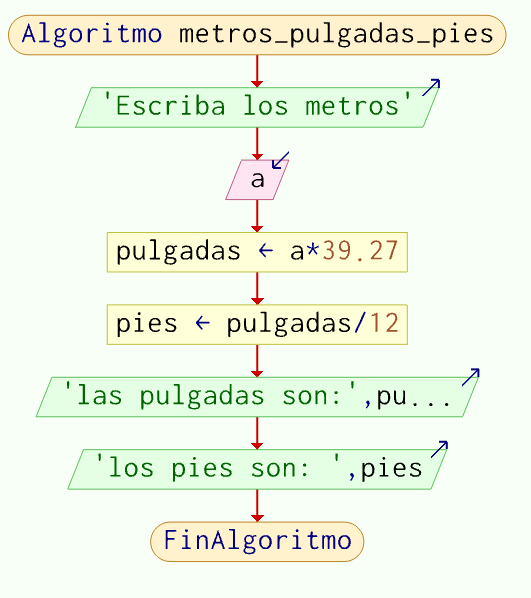 Algoritmo metros_pulgadas_pies
'Escriba los metros'
a
pulgadas ← a*39.27
pies ← pulgadas/12
'las pulgadas son:',pu...
'los pies son: ',pies
FinAlgoritmo